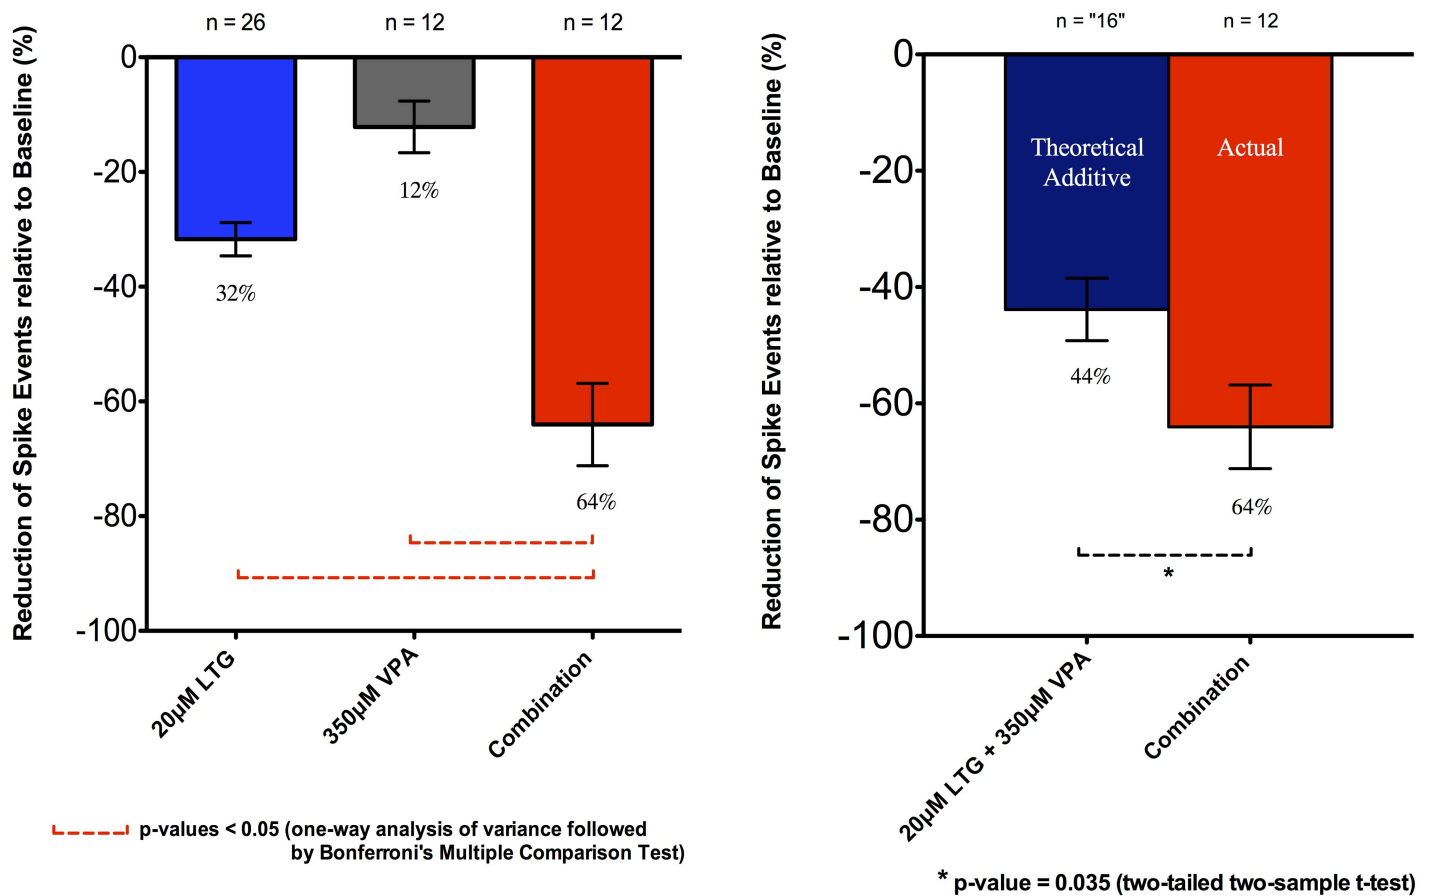 n = 26
n = 12
n = 12
Reduction of Spike Events relative to Baseline (%)
0
-20
-40
-60
-80
-100
32%
12%
64%
20µM LTG
350µM VPA
Combination
p-values < 0.05 (one-way analysis of variance followed
by Bonferroni's Multiple Comparison Test)
n = "16"
n = 12
Reduction of Spike Events relative to Baseline (%)
0
-20
-40
-60
-80
-100
Theoretical
Additive
Actual
44%
64%
*
20µM LTG + 350µM VPA
Combination
* p-value = 0.035 (two-tailed two-sample t-test)